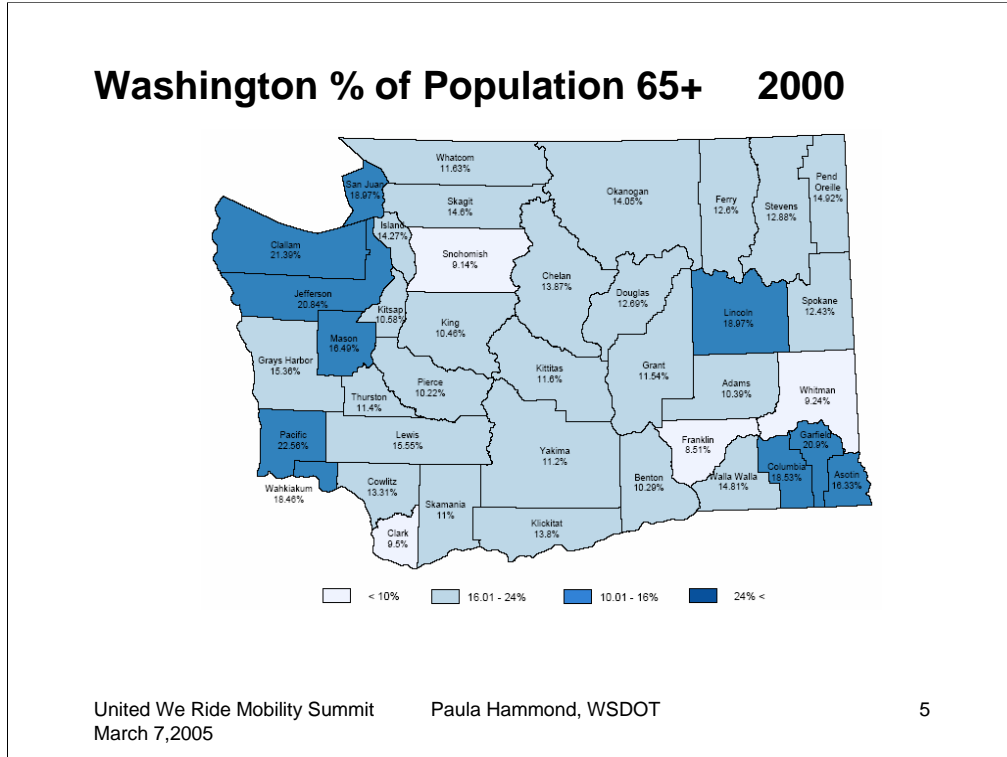 Washington % of Population 65+ 2000
Whatcom
11.63%
San Juan
18.97%
Skagit
14.6%
Island
14.27%
Okanogan
14.05%
Ferry
12.6%
Stevens
12.88%
Pend
Oreille
14.92%
Clallam
21.39%
Snohomish
9.14%
Chelan
13.87%
Douglas
12.69%
Jefferson
20.84%
Kitsap
10.58%
King
10.46%
Lincoln
18.97%
Spokane
12.43%
Mason
16.49%
Grays Harbor
15.36%
Pierce
10.22%
Kittitas
11.6%
Grant
11.54%
Adams
10.39%
Whitman
9.24%
Thurston
11.4%
Pacific
22.56%
Lewis
15.55%
Yakima
11.2%
Franklin
8.51%
Garfield
20.9%
Benton
10.29%
Walla Walla
14.81%
Columbia
18.53%
Asotin
16.33%
Wahkiakum
18.46%
Cowlitz
13.31%
Skamania
11%
Klickitat
13.8%
Clark
9.5%
< 10% 16.01 - 24% 10.01 - 16% 24% <
United We Ride Mobility Summit Paula Hammond, WSDOT 5
March 7,2005